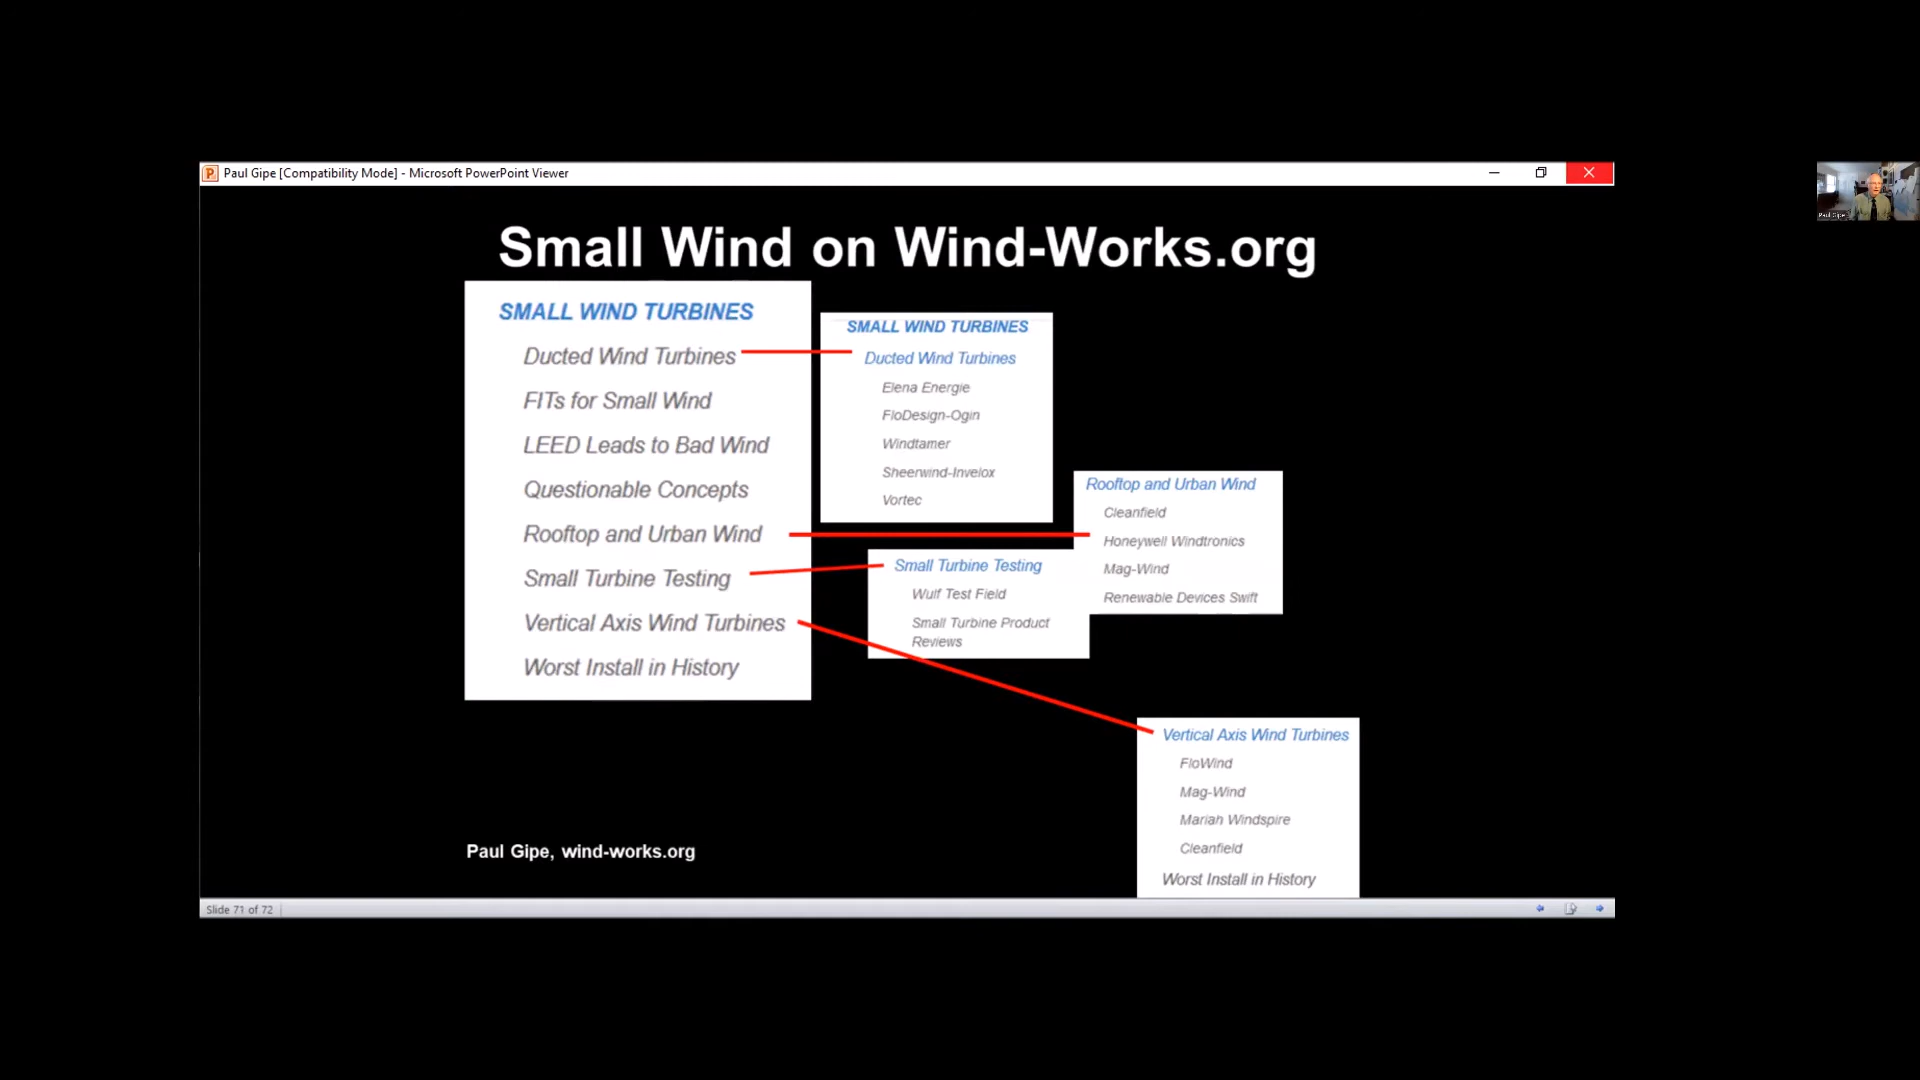 Paul Gipe [Compatibility Mode] - Microsoft PowerPoint Viewer
Small Wind on Wind-Works.org
SMALL WIND TURBINES
Ducted Wind Turbines
FITs for Small Wind
LEED Leads to Bad Wind
Questionable Concepts
Rooftop and Urban Wind
Small Turbine Testing
Vertical Axis Wind Turbines
Worst Install in History
SMALL WIND TURBINES
Ducted Wind Turbines
Elena Energie
FloDesign-Ogin
Windtamer
Sheerwind-Invelox
Vortec
Rooftop and Urban Wind
Cleanfield
Honeywell Windtronics
Mag-Wind
Renewable Devices Swift
Small Turbine Testing
Wulf Test Field
Small Turbine Product
Reviews
Vertical Axis Wind Turbines
FloWind
Mag-Wind
Mariah Windspire
Cleanfield
Worst Install in History
Paul Gipe, wind-works.org
Slide 71 of 72
Paul Gipe